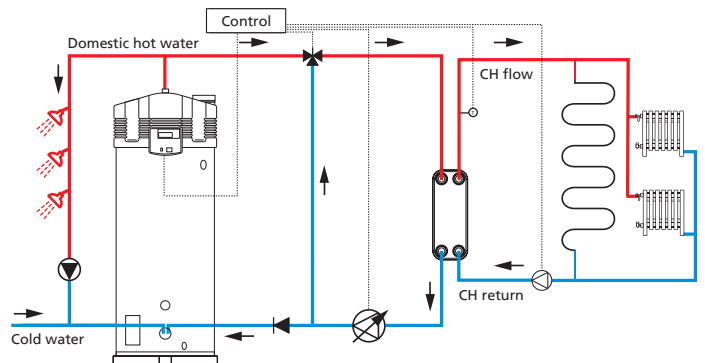 Control
Domestic hot water
CH flow
T
CH return
Cold water